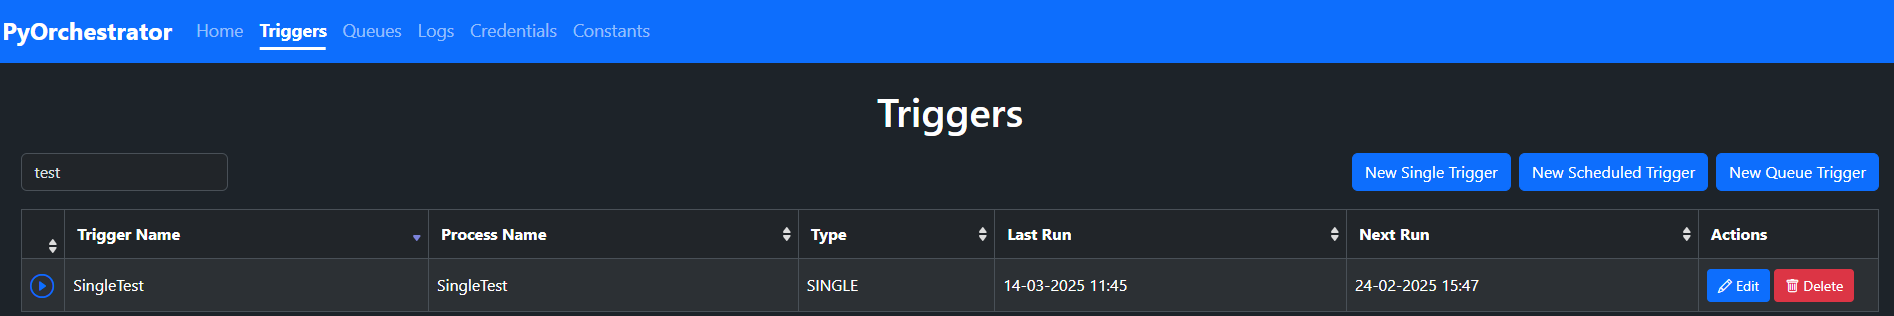 PyOrchestrator Home Triggers Queues Logs Credentials Constants
Triggers
test New Single Trigger New Scheduled Trigger New Queue Trigger
Trigger Name Process Name Type Last Run Next Run Actions
SingleTest SingleTest SINGLE 14-03-2025 11:45 24-02-2025 15:47 Edit Delete